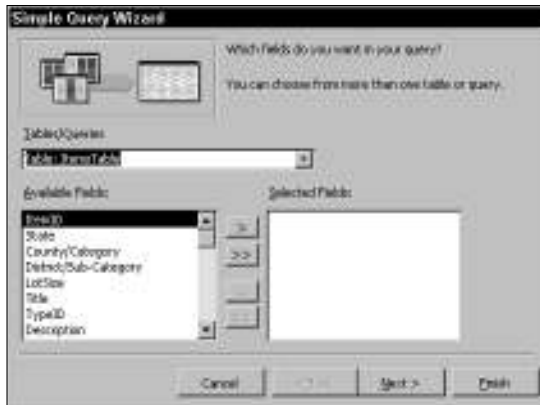 Simple Query Wizard
Which fields do you want in your query?
You can choose from more than one table or query.
Tables/Queries
Table: ItemsTable
Available Fields:
Selected Fields:
ItemID
State
County/Category
District/Sub-Category
LotSize
Title
TypeID
Description
>
>>
Cancel
Next >
Finish